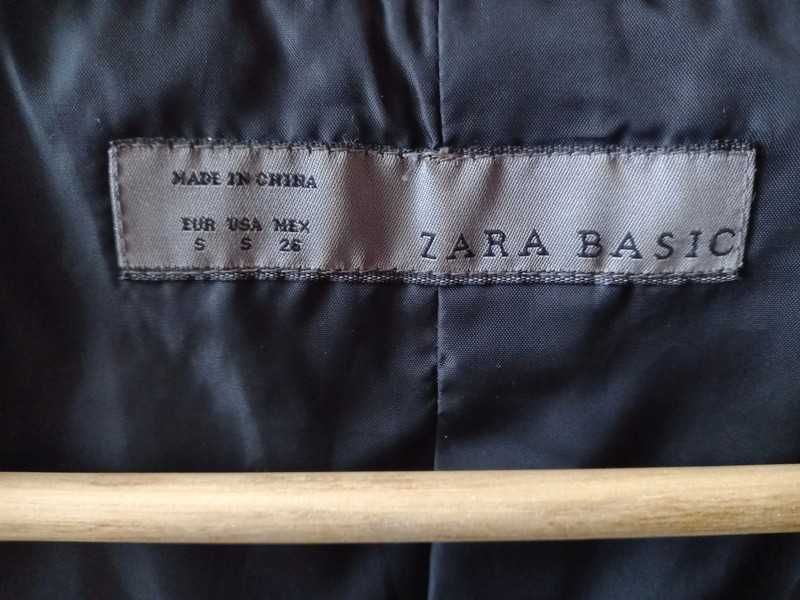 MADE IN CHINA
EUR USA MEX
S S 26
ZARA BASIC